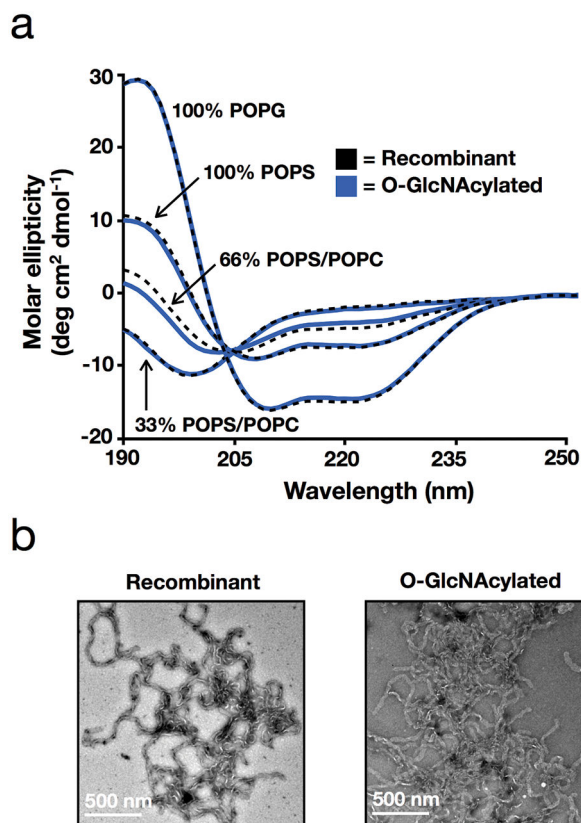 a
30
20
10
0
-10
-20
Molar ellipticity
(deg cm² dmol⁻¹)
100% POPG
100% POPS
66% POPS/POPC
33% POPS/POPC
= Recombinant
= O-GlcNAcylated
190 205 220 235 250
Wavelength (nm)
b
Recombinant O-GlcNAcylated
500 nm 500 nm